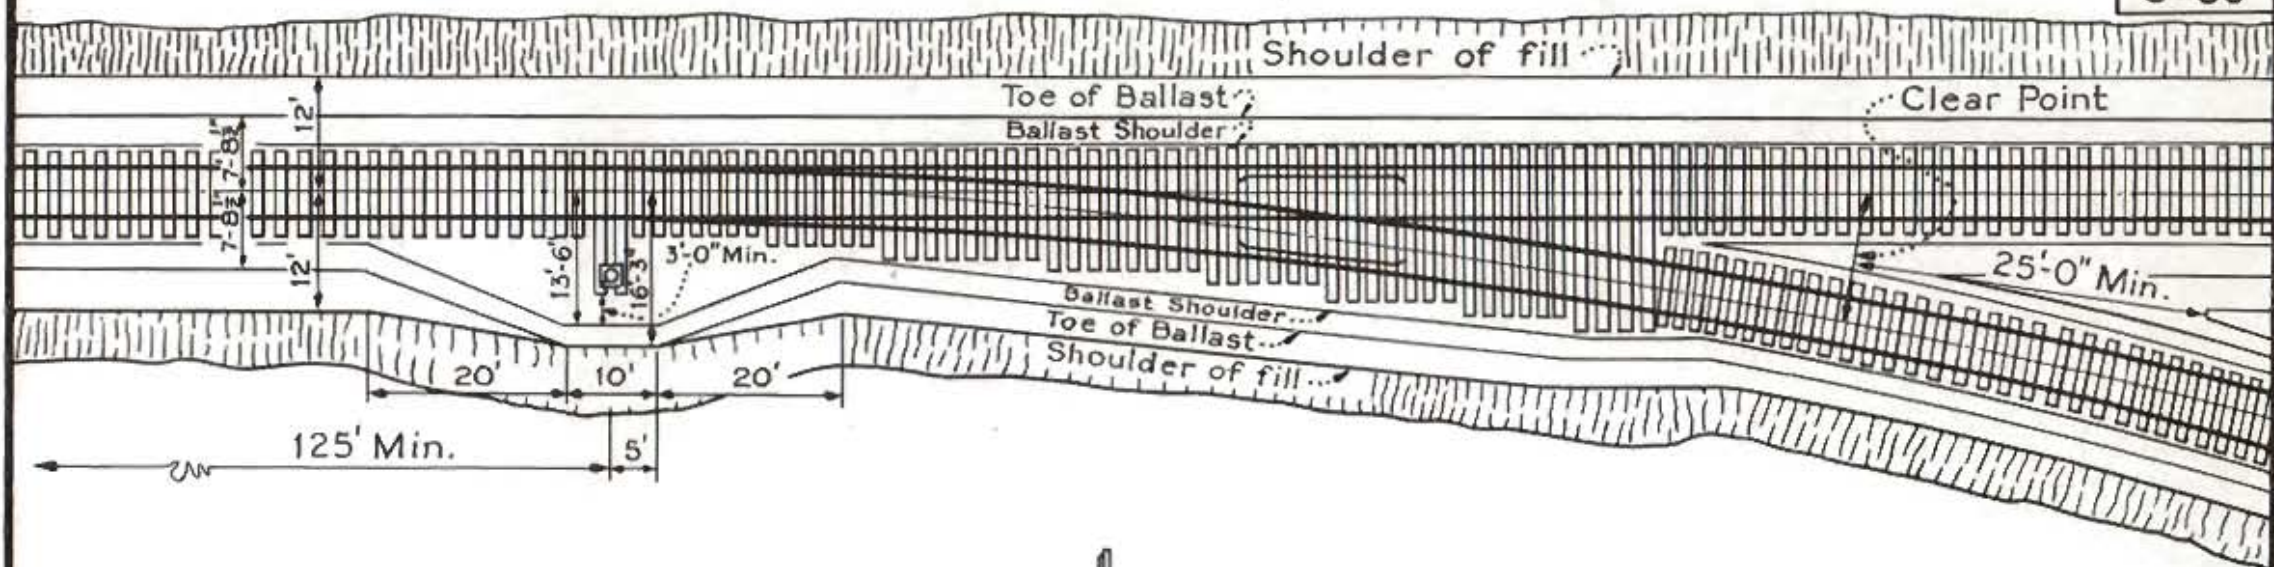 Shoulder of fill
Toe of Ballast
Clear Point
Ballast Shoulder
12'
7'-8½"
7'-8½"
12'
13'-6"
16'-3"
3'-0" Min.
25'-0" Min.
Ballast Shoulder
Toe of Ballast
Shoulder of fill
20'
10'
20'
125' Min.
5'